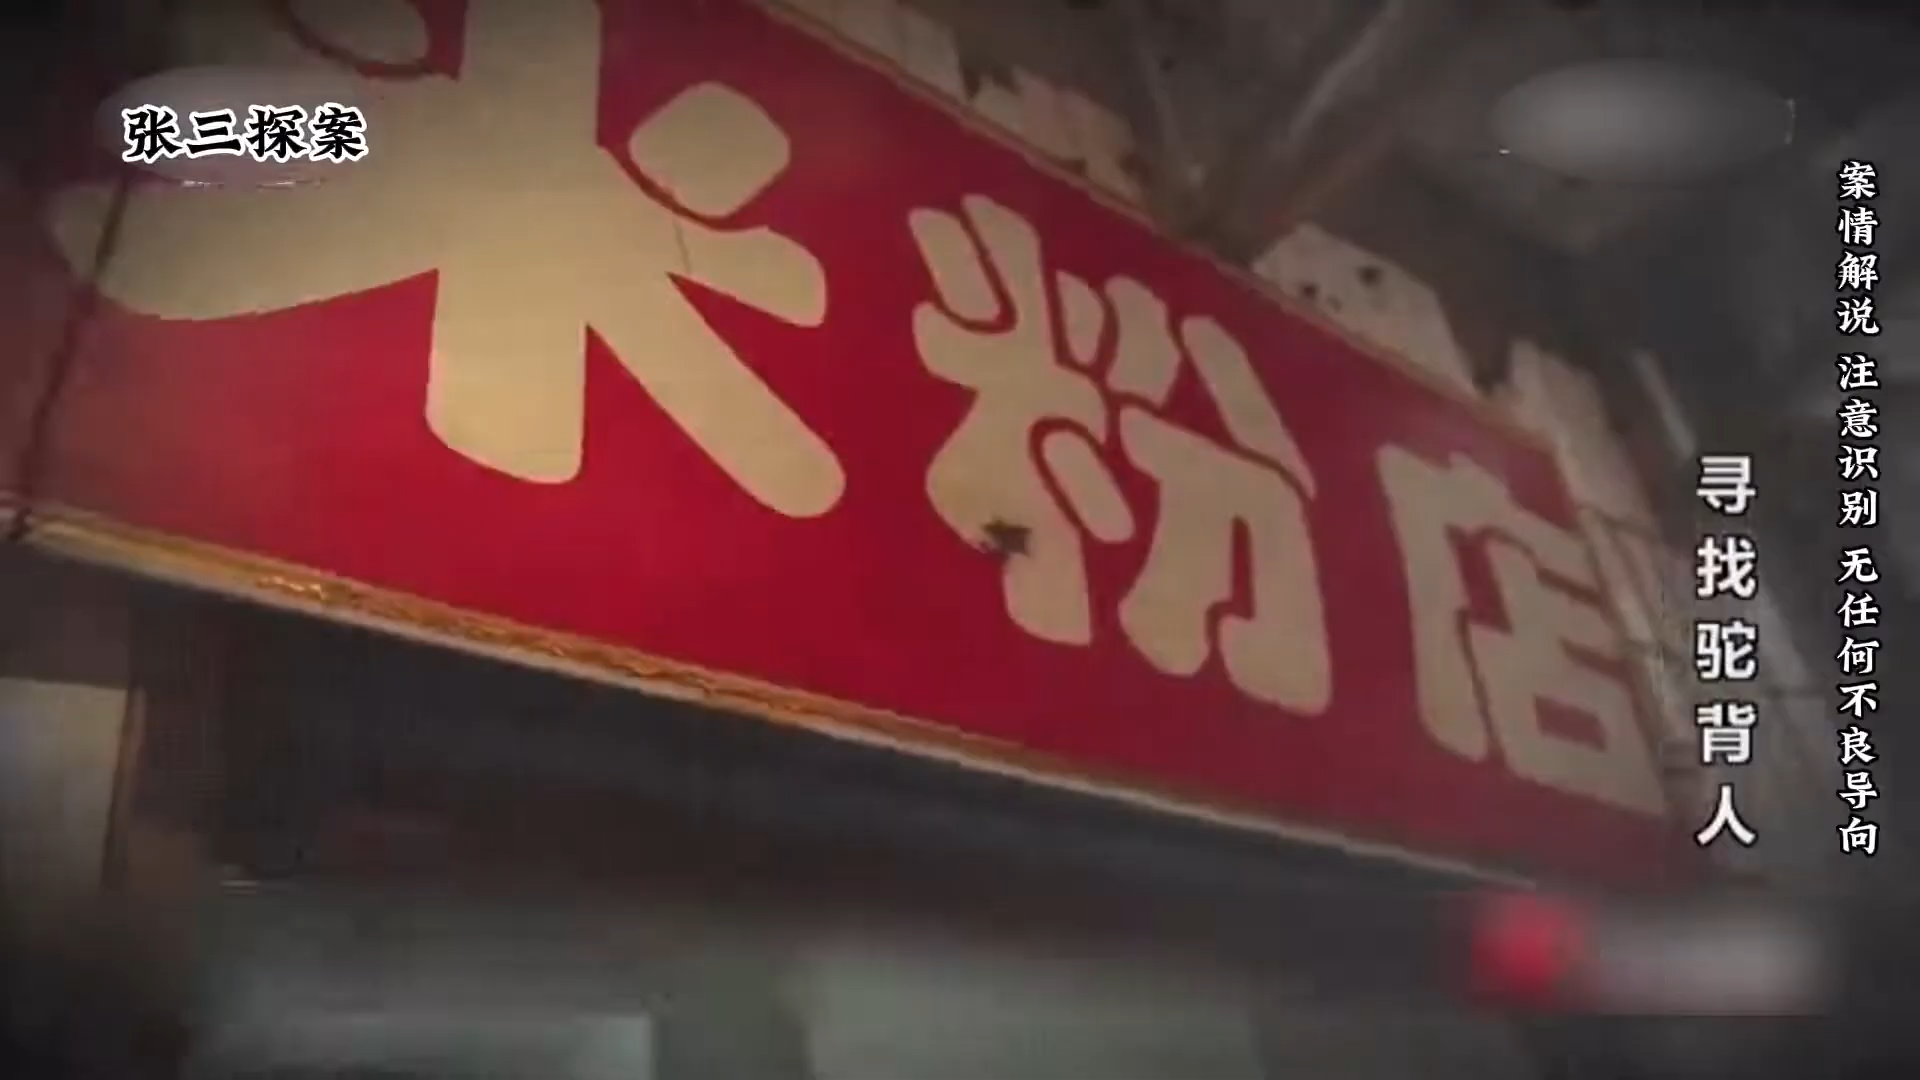 张三探案
米粉店
寻找驼背人
案情解说 注意识别 无任何不良导向